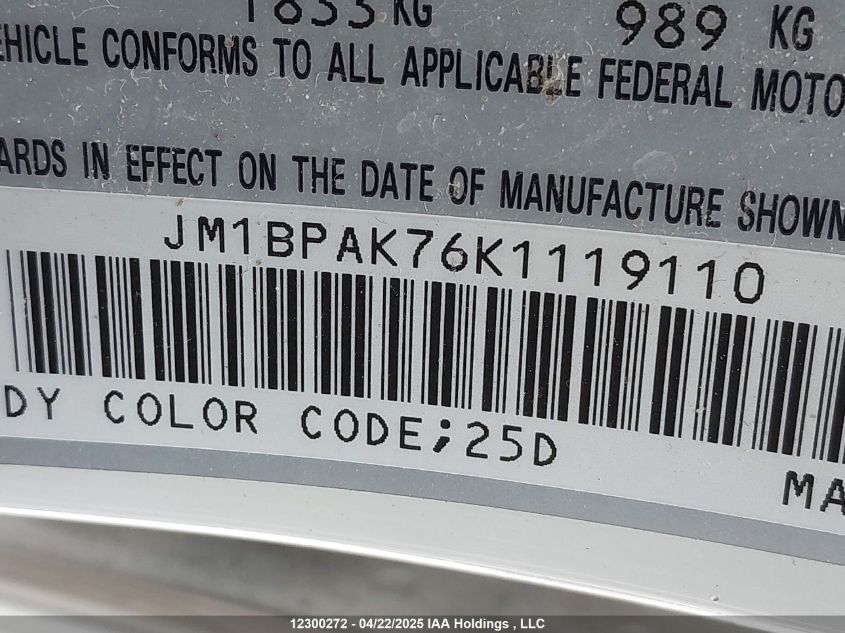 1833 KG 989 KG
EHICLE CONFORMS TO ALL APPLICABLE FEDERAL MOTO
ARDS IN EFFECT ON THE DATE OF MANUFACTURE SHOWN
JM1BPAK76K1119110
DY COLOR CODE;25D
MA
12300272 - 04/22/2025 IAA Holdings , LLC